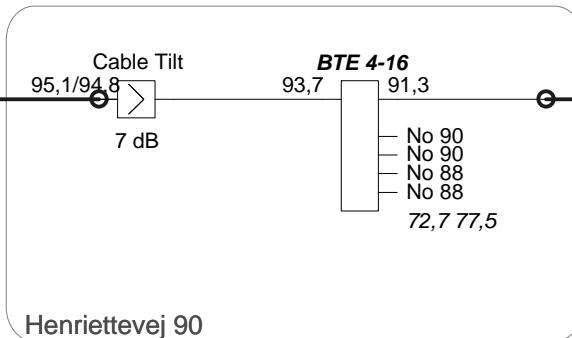 Cable Tilt
BTE 4-16
95,1/94,8
93,7
91,3
7 dB
No 90
No 90
No 88
No 88
72,7 77,5
Henriettevej 90